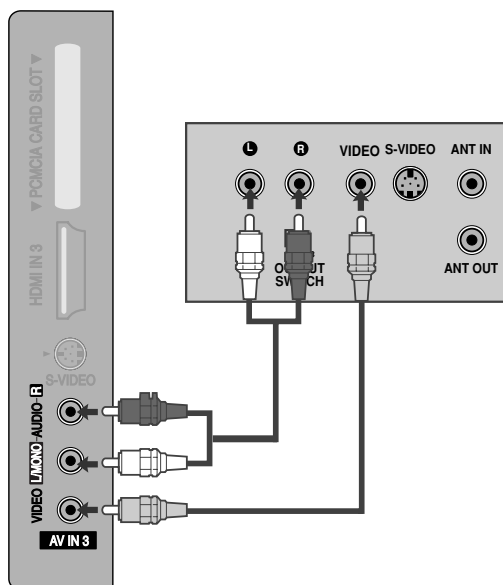 ▼ PCMCIA CARD SLOT ▼
HDMI IN 3
S-VIDEO
VIDEO L/MONO-AUDIO-R
AV IN 3
L R VIDEO S-VIDEO ANT IN
ANT OUT
SWITCH